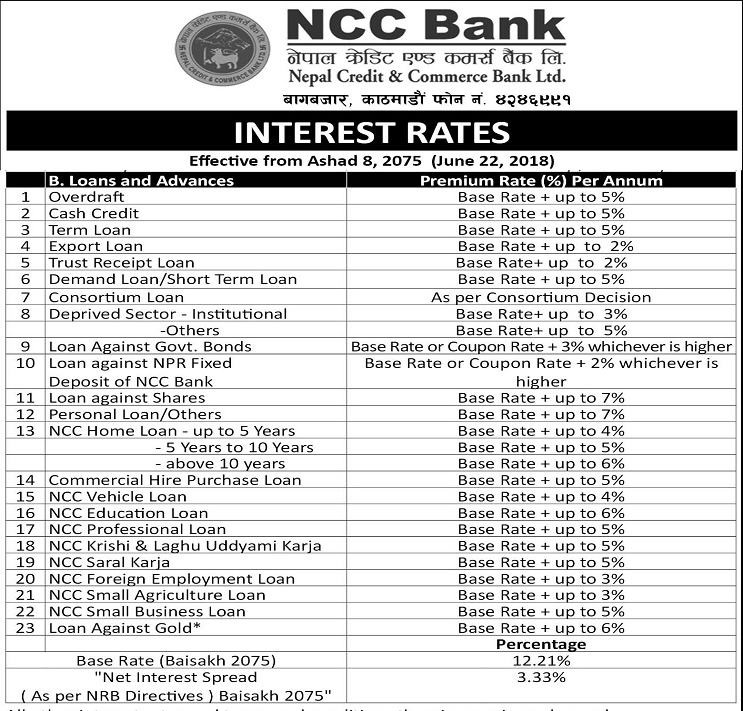 NCC Bank
नेपाल क्रेडिट एण्ड कमर्स बैंक लि.
Nepal Credit & Commerce Bank Ltd.
बागबजार, काठमाडौं फोन नं. ४२४६९९१
INTEREST RATES
Effective from Ashad 8, 2075 (June 22, 2018)
B. Loans and Advances Premium Rate (%) Per Annum
1 Overdraft Base Rate + up to 5%
2 Cash Credit Base Rate + up to 5%
3 Term Loan Base Rate + up to 5%
4 Export Loan Base Rate + up to 2%
5 Trust Receipt Loan Base Rate+ up to 2%
6 Demand Loan/Short Term Loan Base Rate + up to 5%
7 Consortium Loan As per Consortium Decision
8 Deprived Sector - Institutional Base Rate+ up to 3%
-Others Base Rate+ up to 5%
9 Loan Against Govt. Bonds Base Rate or Coupon Rate + 3% whichever is higher
10 Loan against NPR Fixed Base Rate or Coupon Rate + 2% whichever is
Deposit of NCC Bank higher
11 Loan against Shares Base Rate + up to 7%
12 Personal Loan/Others Base Rate + up to 7%
13 NCC Home Loan - up to 5 Years Base Rate + up to 4%
- 5 Years to 10 Years Base Rate + up to 5%
- above 10 years Base Rate + up to 6%
14 Commercial Hire Purchase Loan Base Rate + up to 5%
15 NCC Vehicle Loan Base Rate + up to 4%
16 NCC Education Loan Base Rate + up to 6%
17 NCC Professional Loan Base Rate + up to 5%
18 NCC Krishi & Laghu Uddyami Karja Base Rate + up to 5%
19 NCC Saral Karja Base Rate + up to 5%
20 NCC Foreign Employment Loan Base Rate + up to 3%
21 NCC Small Agriculture Loan Base Rate + up to 3%
22 NCC Small Business Loan Base Rate + up to 5%
23 Loan Against Gold* Base Rate + up to 6%
Percentage
Base Rate (Baisakh 2075) 12.21%
"Net Interest Spread 3.33%
( As per NRB Directives ) Baisakh 2075"